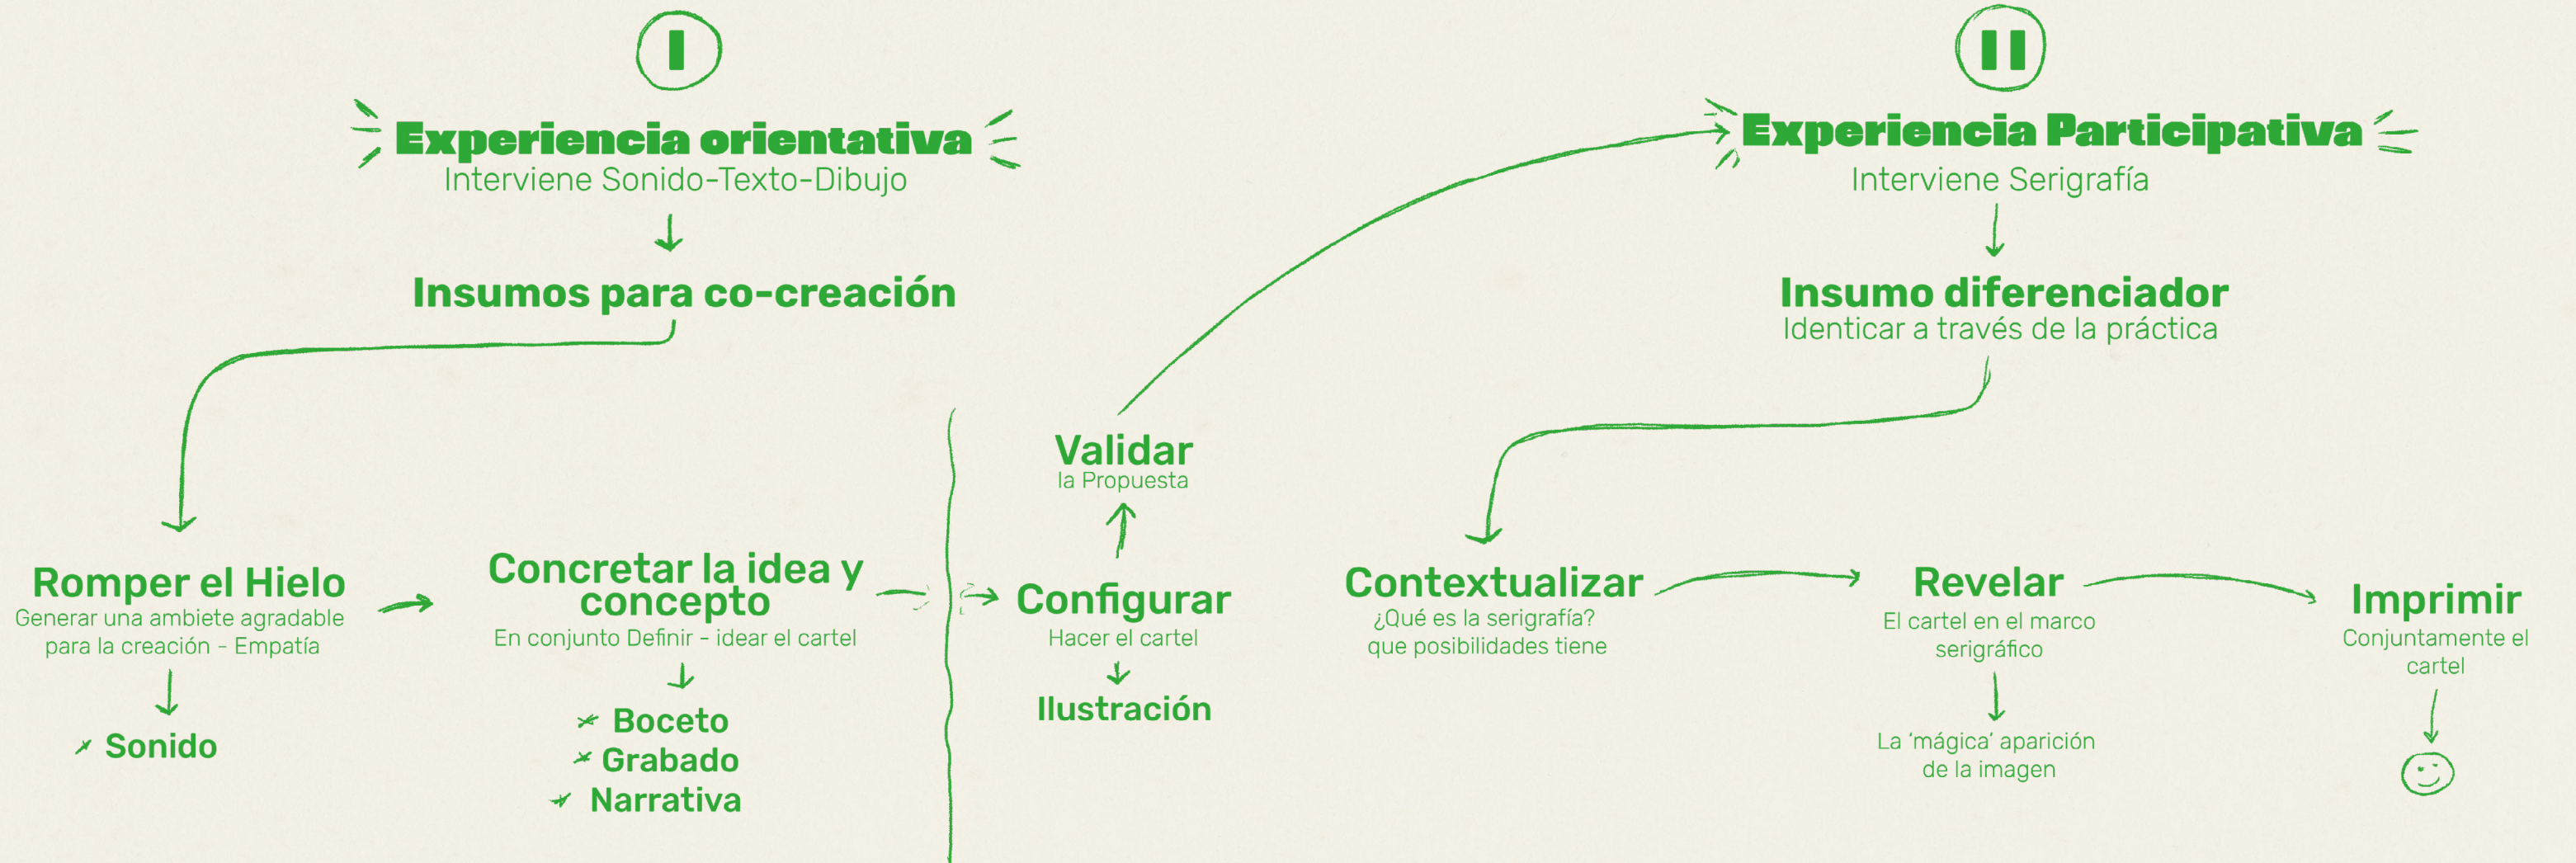 I
Experiencia orientativa
Interviene Sonido-Texto-Dibujo
Insumos para co-creación
Romper el Hielo
Generar una ambiete agradable
para la creación - Empatía
Sonido
Concretar la idea y
concepto
En conjunto Definir - idear el cartel
Boceto
Grabado
Narrativa
Configurar
Hacer el cartel
Ilustración
Validar
la Propuesta
II
Experiencia Participativa
Interviene Serigrafía
Insumo diferenciador
Identicar a través de la práctica
Contextualizar
¿Qué es la serigrafía?
que posibilidades tiene
Revelar
El cartel en el marco
serigráfico
La ‘mágica’ aparición
de la imagen
Imprimir
Conjuntamente el
cartel